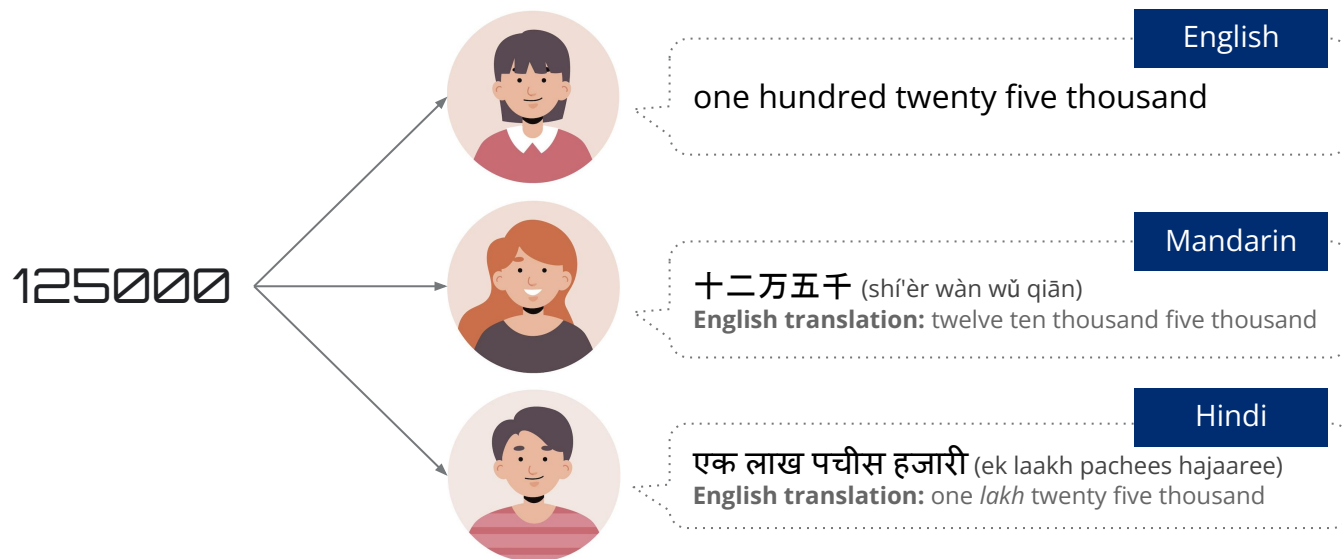 English
one hundred twenty five thousand
125000
Mandarin
十二万五千 (shí'èr wàn wǔ qiān)
English translation: twelve ten thousand five thousand
Hindi
एक लाख पचीस हजारी (ek laakh pachees hajaaree)
English translation: one lakh twenty five thousand